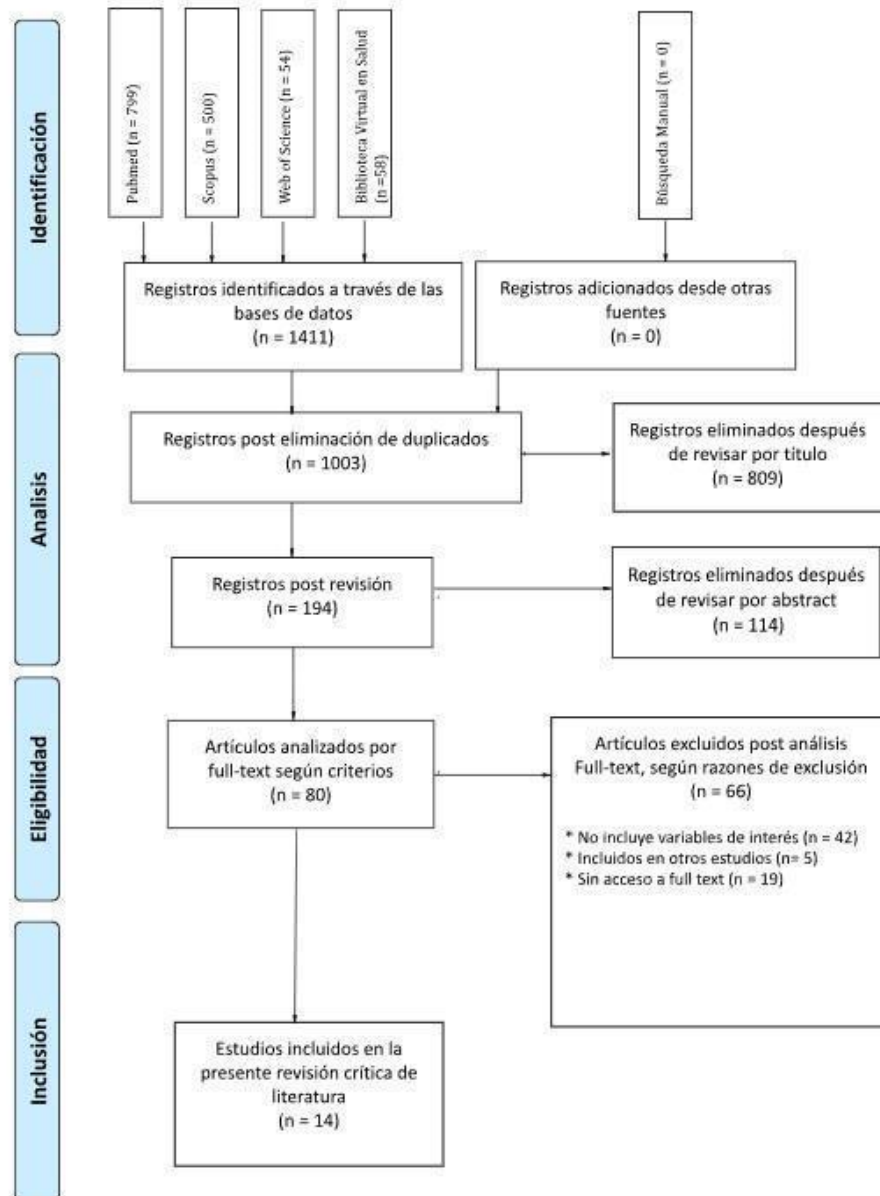 Identificación
Pubmed (n = 799)
Scopus (n = 500)
Web of Science (n = 54)
Biblioteca Virtual en Salud
(n =58)
Búsqueda Manual (n = 0)
Registros identificados a través de las
bases de datos
(n = 1411)
Registros adicionados desde otras
fuentes
(n = 0)
Analisis
Registros post eliminación de duplicados
(n = 1003)
Registros eliminados después
de revisar por titulo
(n = 809)
Registros post revisión
(n = 194)
Registros eliminados después
de revisar por abstract
(n = 114)
Eligibilidad
Artículos analizados por
full-text según criterios
(n = 80)
Artículos excluidos post análisis
Full-text, según razones de exclusión
(n = 66)
* No incluye variables de interés (n = 42)
* Incluidos en otros estudios (n= 5)
* Sin acceso a full text (n = 19)
Inclusión
Estudios incluidos en la
presente revisión crítica de
literatura
(n = 14)